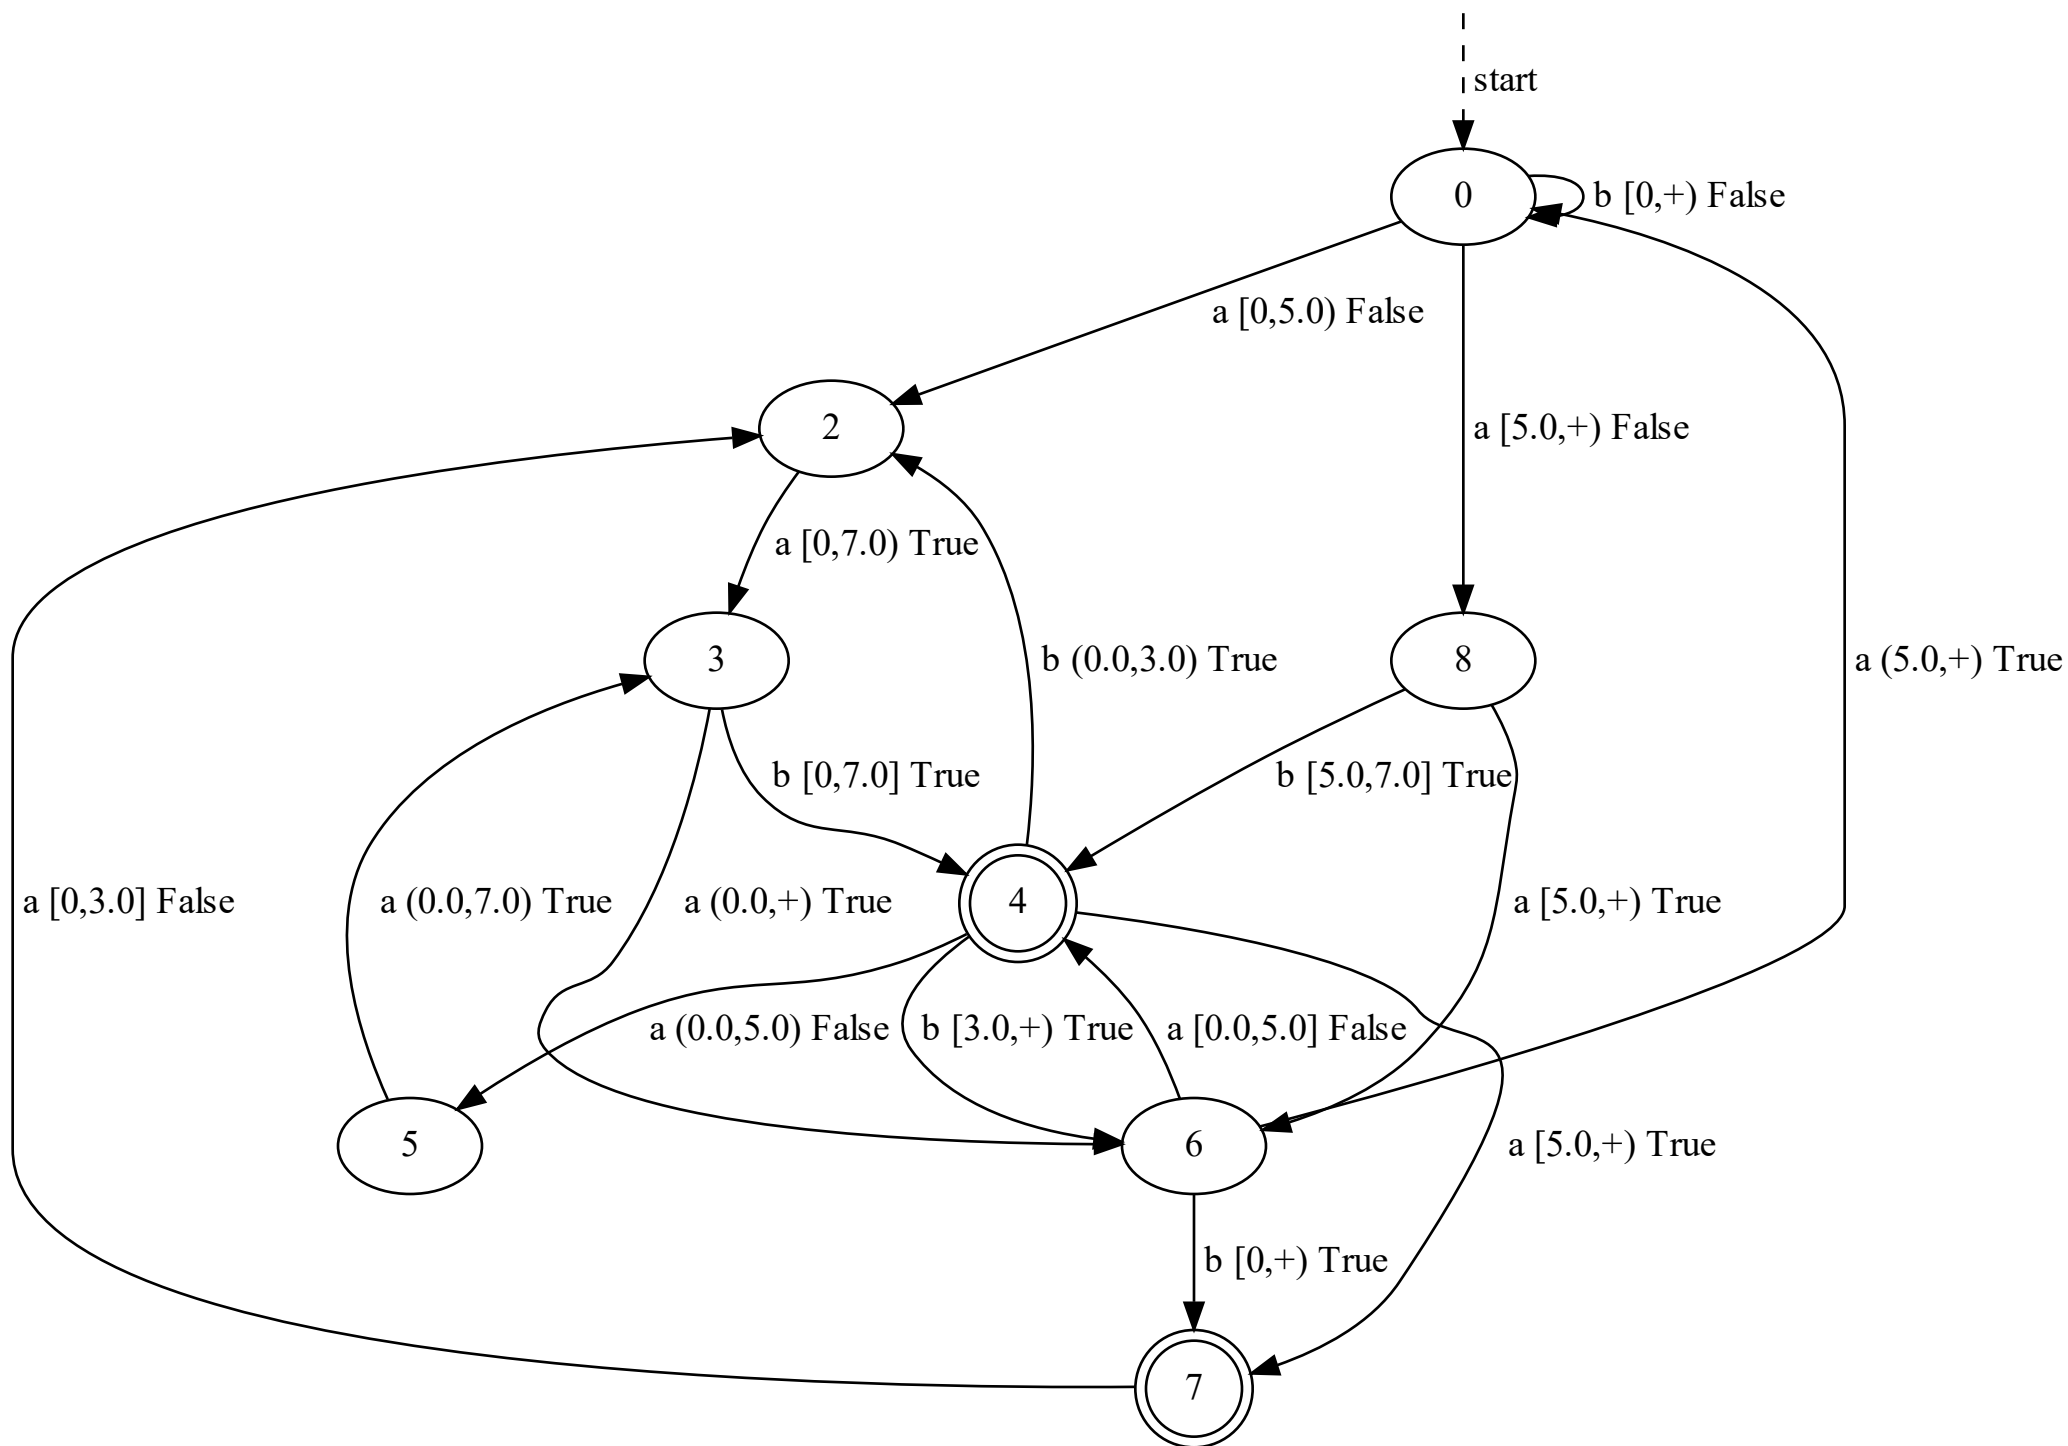 start
0
b [0,+) False
a [0,5.0) False
2
a [5.0,+) False
a [0,7.0) True
3
b (0.0,3.0) True
8
a (5.0,+) True
b [0,7.0] True
b [5.0,7.0] True
a [0,3.0] False
a (0.0,7.0) True
a (0.0,+) True
4
a [5.0,+) True
a (0.0,5.0) False
b [3.0,+) True
a [0.0,5.0] False
5
6
a [5.0,+) True
b [0,+) True
7